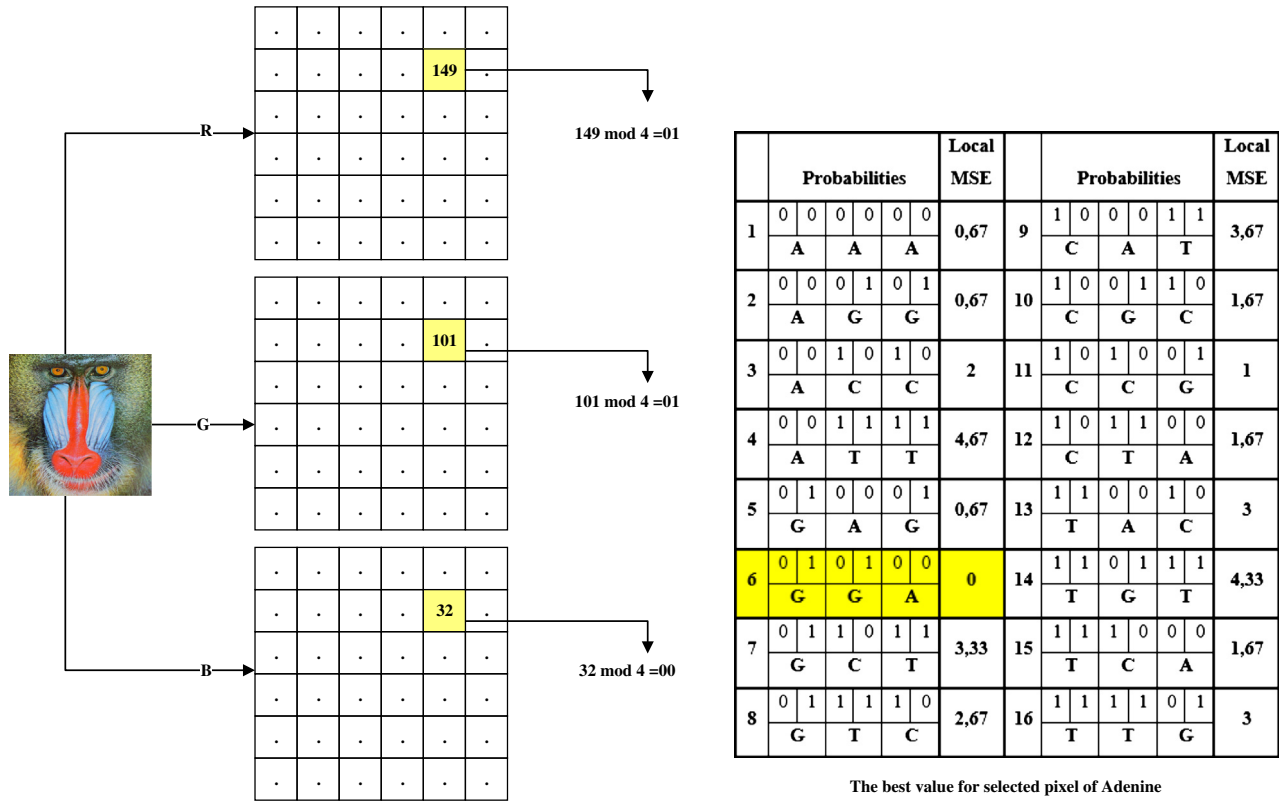 149
149 mod 4 =01
R
101
101 mod 4 =01
G
32
32 mod 4 =00
B
Probabilities Local MSE Probabilities Local MSE
1 0 0 0 0 0 0 0,67 9 1 0 0 0 1 1 3,67
A A A C A T
2 0 0 0 1 0 1 0,67 10 1 0 0 1 1 0 1,67
A G G C G C
3 0 0 1 0 1 0 2 11 1 0 1 0 0 1 1
A C C C C G
4 0 0 1 1 1 1 4,67 12 1 0 1 1 0 0 1,67
A T T C T A
5 0 1 0 0 0 1 0,67 13 1 1 0 0 1 0 3
G A G T A C
6 0 1 0 1 0 0 0 14 1 1 0 1 1 1 4,33
G G A T G T
7 0 1 1 0 1 1 3,33 15 1 1 1 0 0 0 1,67
G C T T C A
8 0 1 1 1 1 0 2,67 16 1 1 1 1 0 1 3
G T C T T G
The best value for selected pixel of Adenine